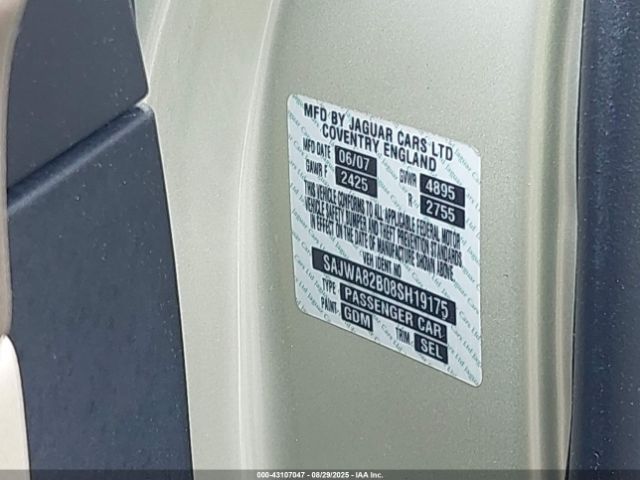 MFD BY JAGUAR CARS LTD
COVENTRY, ENGLAND
MFD DATE 06/07 GVWR 4895
GAWR F 2425 R 2755
THIS VEHICLE CONFORMS TO ALL APPLICABLE FEDERAL MOTOR
VEHICLE SAFETY BUMPER AND THEFT PREVENTION STANDARDS
IN EFFECT ON THE DATE OF MANUFACTURE SHOWN ABOVE.
VEH IDENT NO
SAJWA82B08SH19175
TYPE PASSENGER CAR
PAINT GDM TRIM SEL
000-43107047 - 08/29/2025 - IAA Inc.